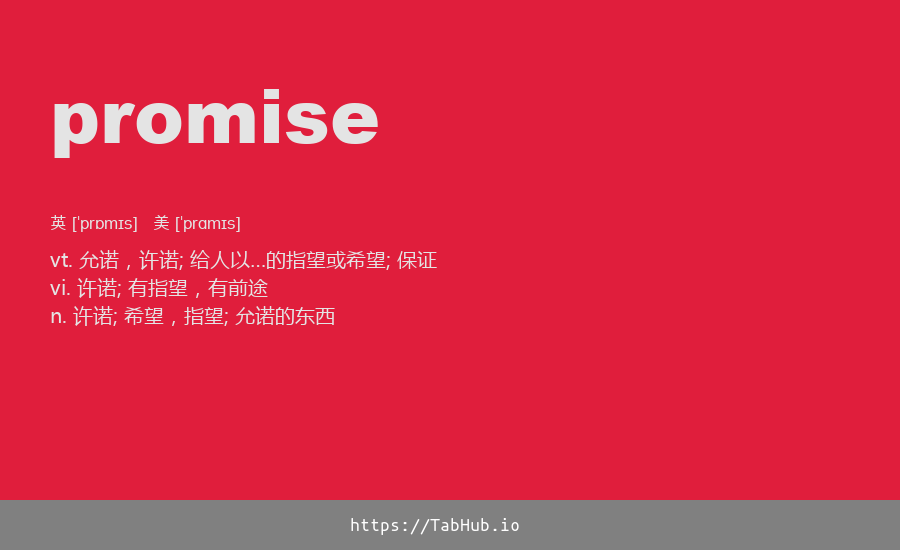 promise
英 [ˈprɒmɪs] 美 [ˈprɑmɪs]
vt. 允诺，许诺; 给人以...的指望或希望; 保证
vi. 许诺; 有指望，有前途
n. 许诺; 希望，指望; 允诺的东西
https://TabHub.io